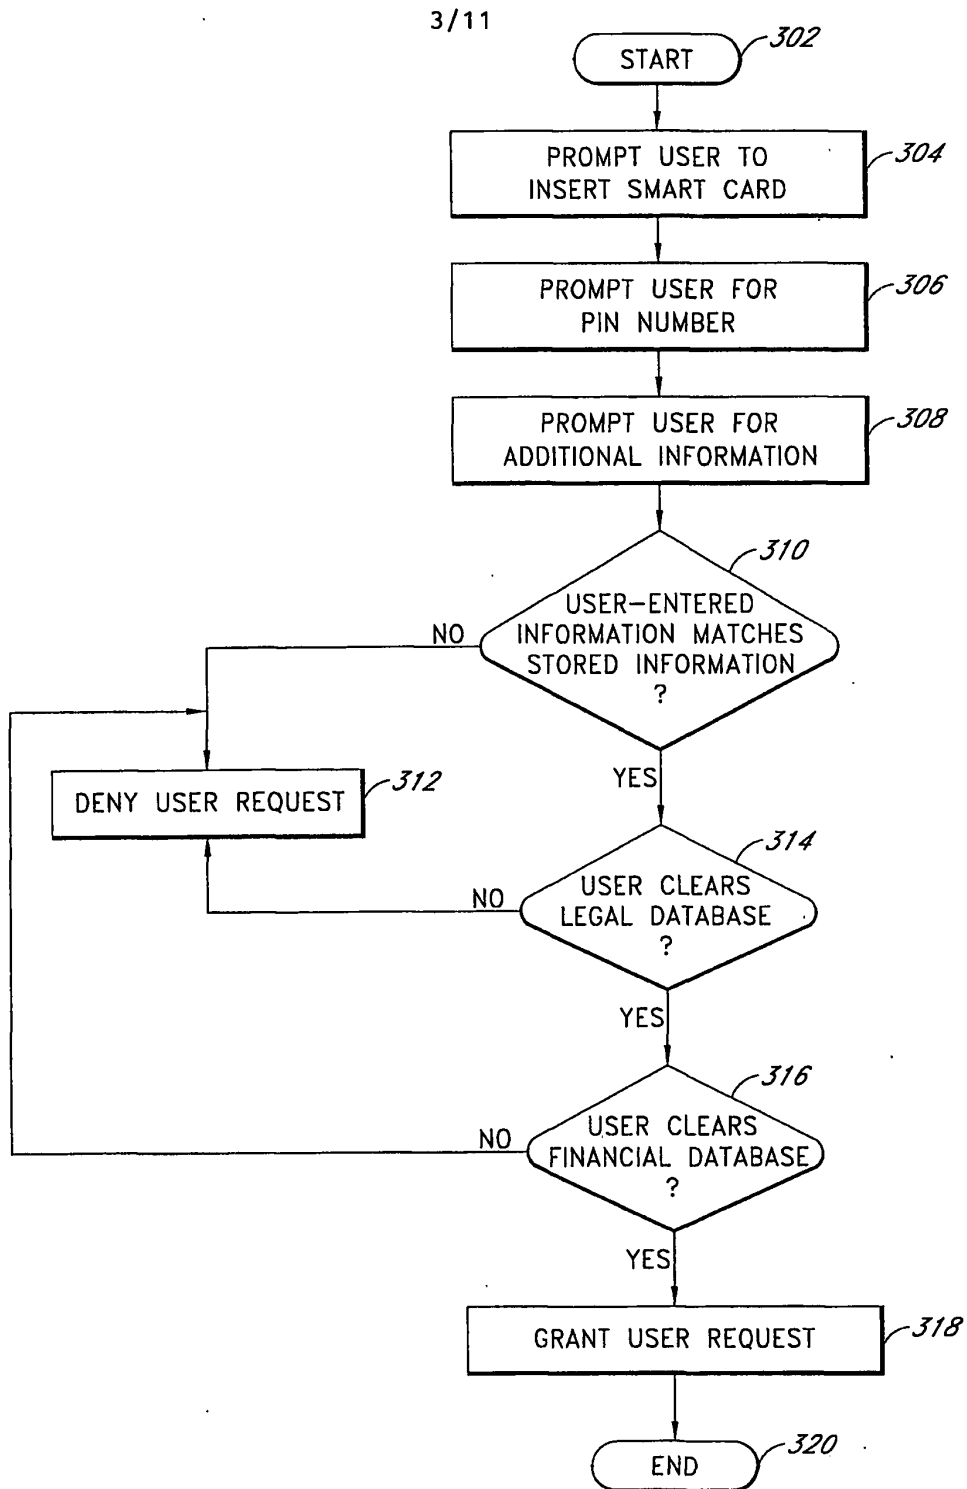 3/11
START
302
PROMPT USER TO
INSERT SMART CARD
304
PROMPT USER FOR
PIN NUMBER
306
PROMPT USER FOR
ADDITIONAL INFORMATION
308
310
USER-ENTERED
INFORMATION MATCHES
STORED INFORMATION
?
NO
YES
DENY USER REQUEST
312
314
USER CLEARS
LEGAL DATABASE
?
NO
YES
316
USER CLEARS
FINANCIAL DATABASE
?
NO
YES
GRANT USER REQUEST
318
END
320